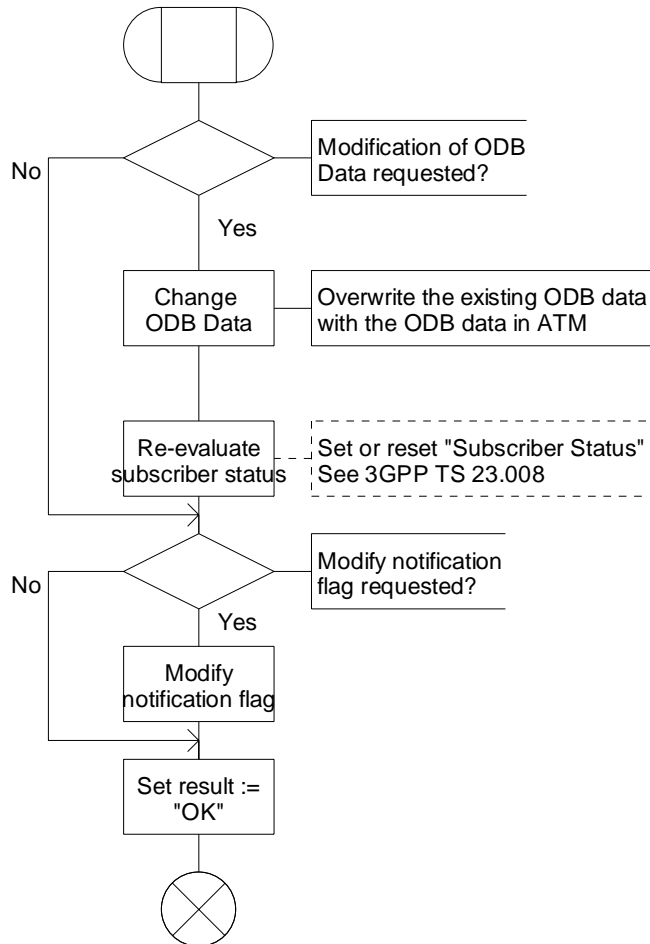 Modification of ODB
Data requested?
No
Yes
Change
ODB Data
Overwrite the existing ODB data
with the ODB data in ATM
Re-evaluate
subscriber status
Set or reset "Subscriber Status"
See 3GPP TS 23.008
Modify notification
flag requested?
No
Yes
Modify
notification flag
Set result :=
"OK"